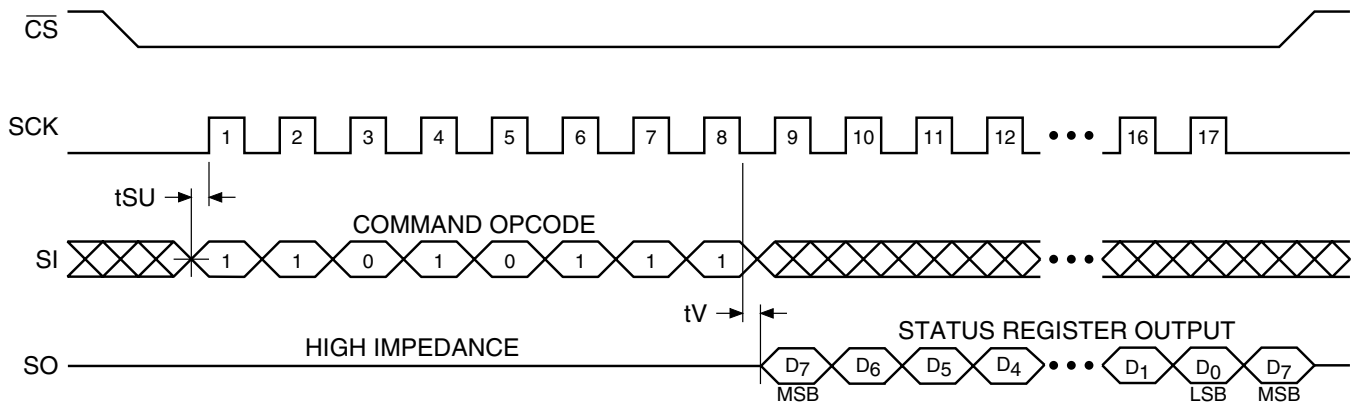 CS
SCK
1 2 3 4 5 6 7 8 9 10 11 12 ••• 16 17
tSU
COMMAND OPCODE
SI
1 1 0 1 0 1 1 1 •••
tV
STATUS REGISTER OUTPUT
HIGH IMPEDANCE
SO
D7 D6 D5 D4 ••• D1 D0 D7
MSB LSB MSB